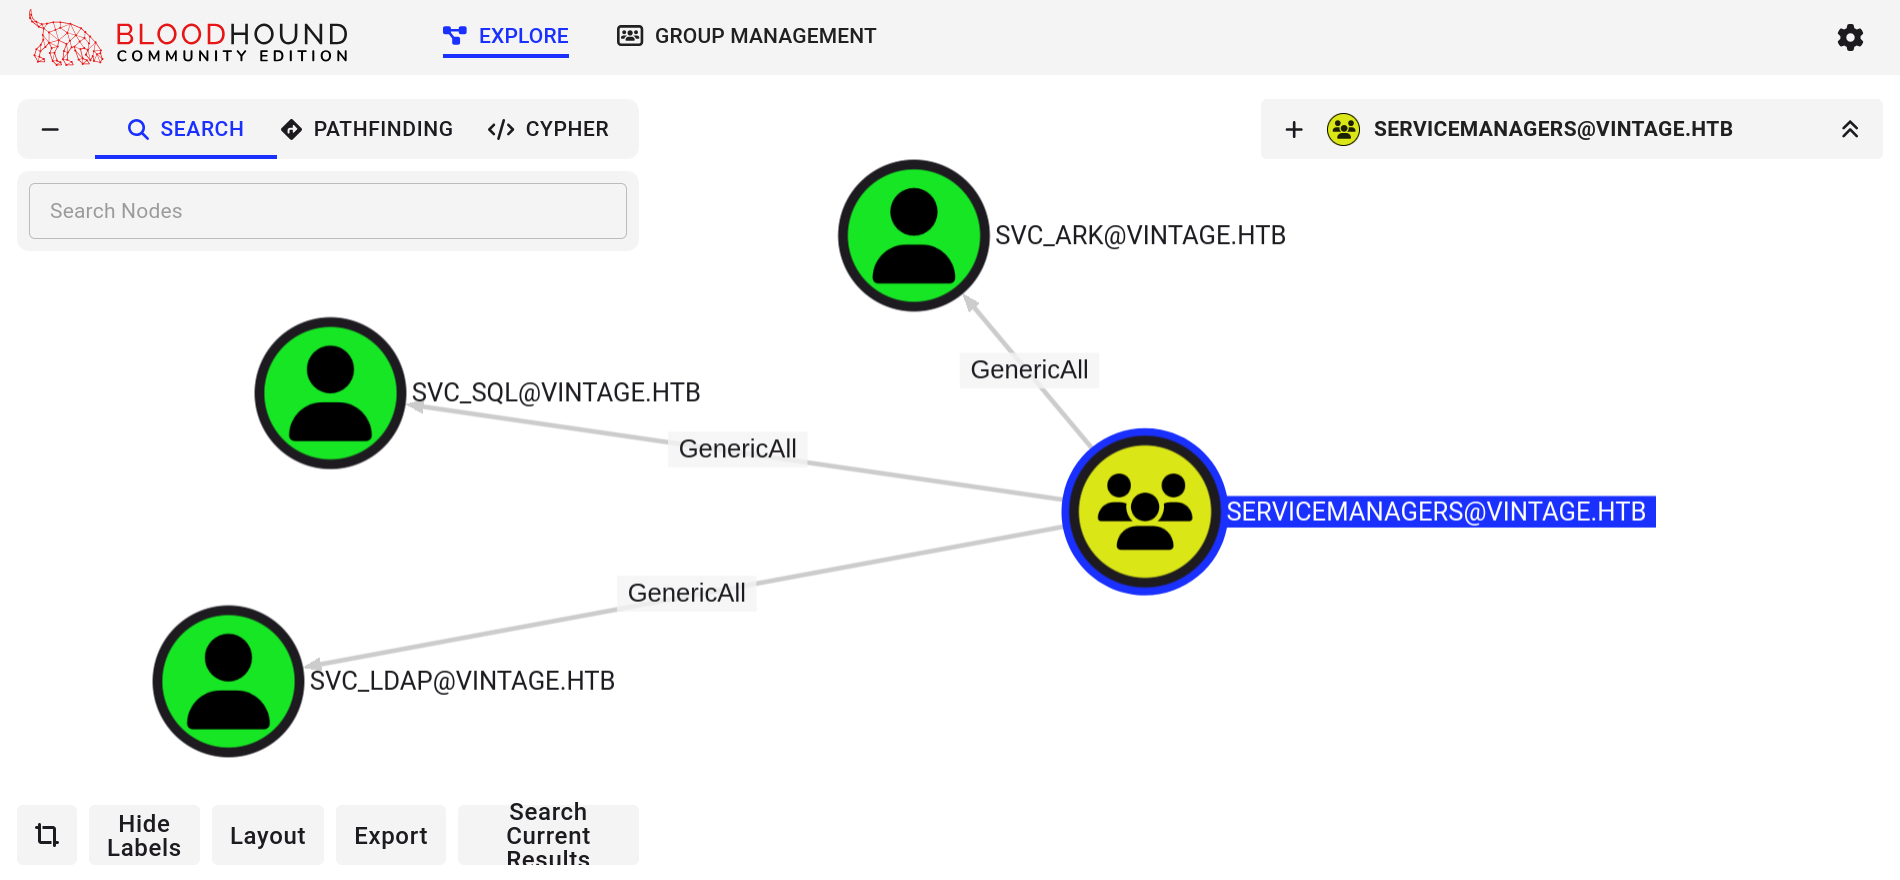 BLOODHOUND
COMMUNITY EDITION
EXPLORE
GROUP MANAGEMENT
SEARCH
PATHFINDING
CYPHER
SERVICEMANAGERS@VINTAGE.HTB
Search Nodes
SVC_ARK@VINTAGE.HTB
GenericAll
SVC_SQL@VINTAGE.HTB
GenericAll
SERVICEMANAGERS@VINTAGE.HTB
GenericAll
SVC_LDAP@VINTAGE.HTB
Hide
Labels
Layout
Export
Search
Current
Results